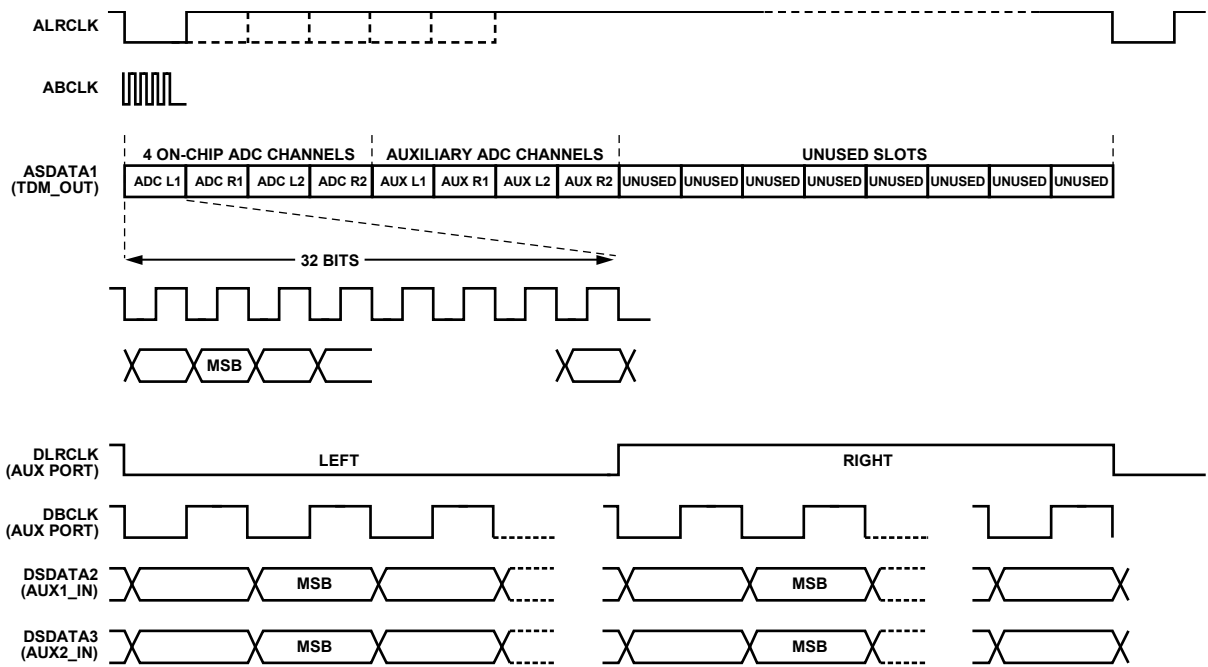 ALRCLK
ABCLK
4 ON-CHIP ADC CHANNELS AUXILIARY ADC CHANNELS UNUSED SLOTS
ASDATA1
(TDM_OUT)
ADC L1 ADC R1 ADC L2 ADC R2 AUX L1 AUX R1 AUX L2 AUX R2 UNUSED UNUSED UNUSED UNUSED UNUSED UNUSED UNUSED UNUSED
32 BITS
MSB
DLRCLK
(AUX PORT)
LEFT RIGHT
DBCLK
(AUX PORT)
DSDATA2
(AUX1_IN)
MSB MSB
DSDATA3
(AUX2_IN)
MSB MSB